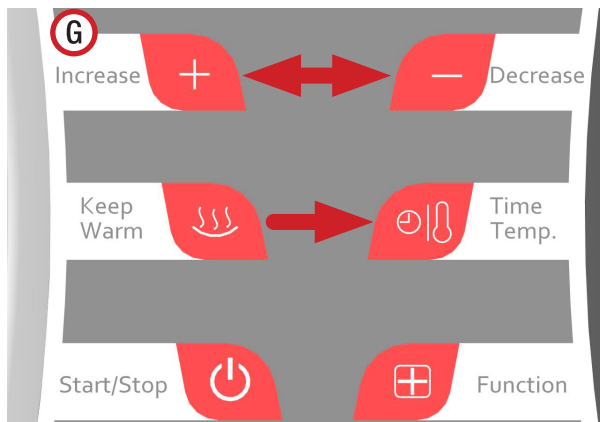 G
Increase
Decrease
Keep
Warm
Time
Temp.
Start/Stop
Function